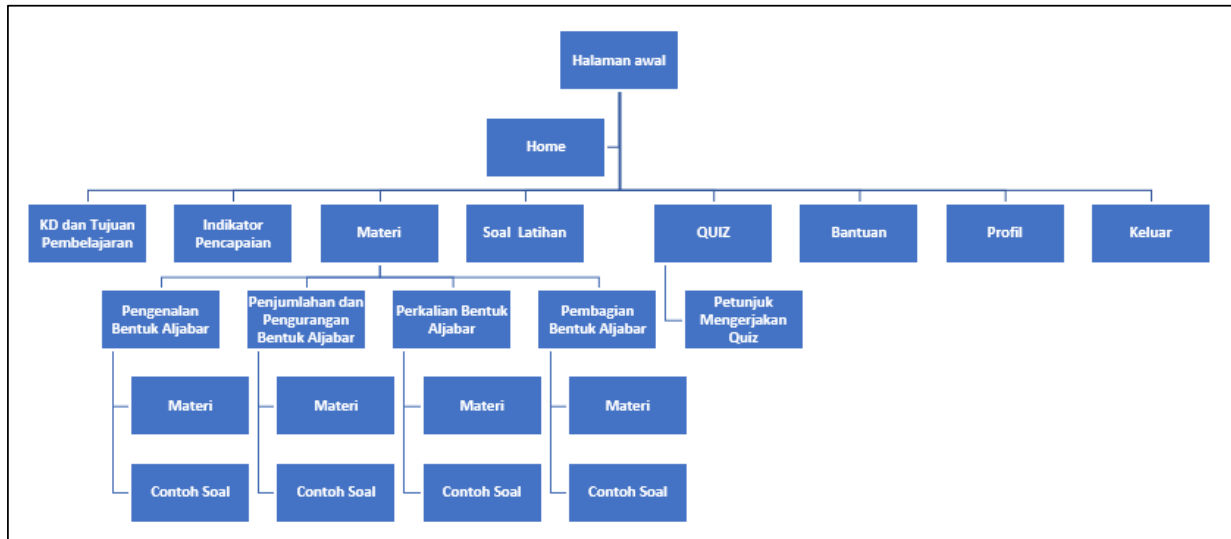 Halaman awal
Home
KD dan Tujuan
Pembelajaran
Indikator
Pencapaian
Materi
Soal Latihan
QUIZ
Bantuan
Profil
Keluar
Pengenalan
Bentuk Aljabar
Penjumlahan dan
Pengurangan
Bentuk Aljabar
Perkalian Bentuk
Aljabar
Pembagian
Bentuk Aljabar
Petunjuk
Mengerjakan
Quiz
Materi
Materi
Materi
Materi
Contoh Soal
Contoh Soal
Contoh Soal
Contoh Soal